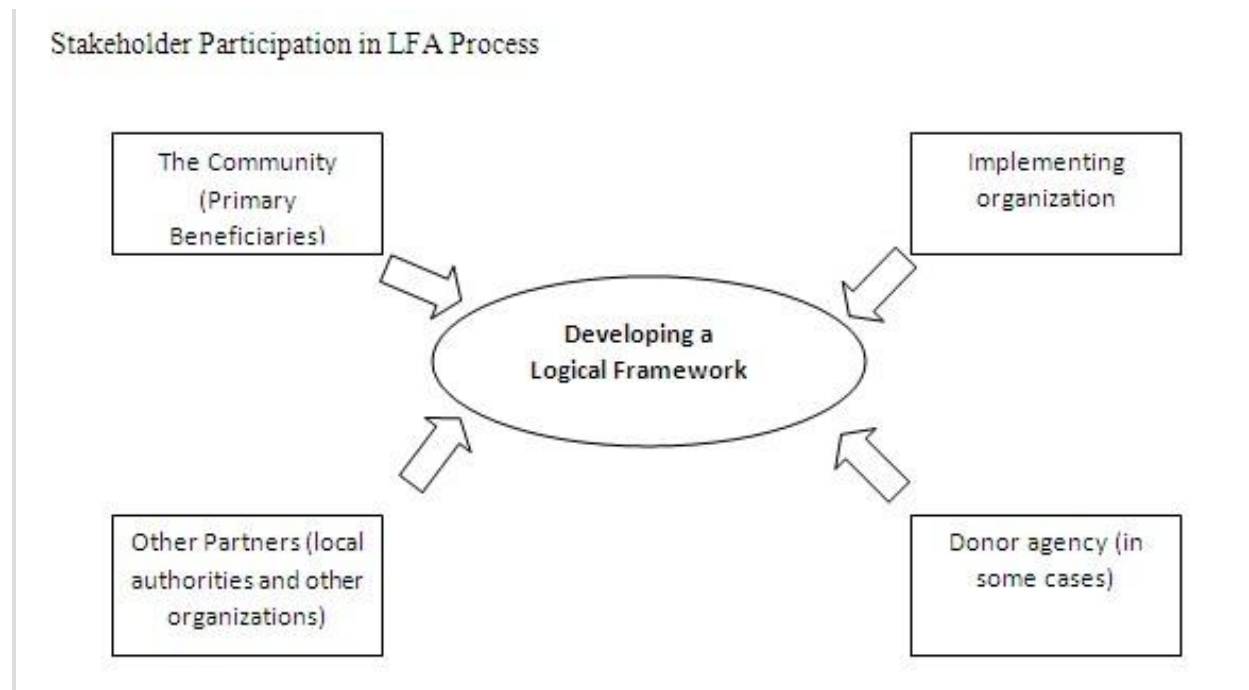 Stakeholder Participation in LFA Process
The Community
(Primary
Beneficiaries)
Implementing
organization
Developing a
Logical Framework
Other Partners (local
authorities and other
organizations)
Donor agency (in
some cases)